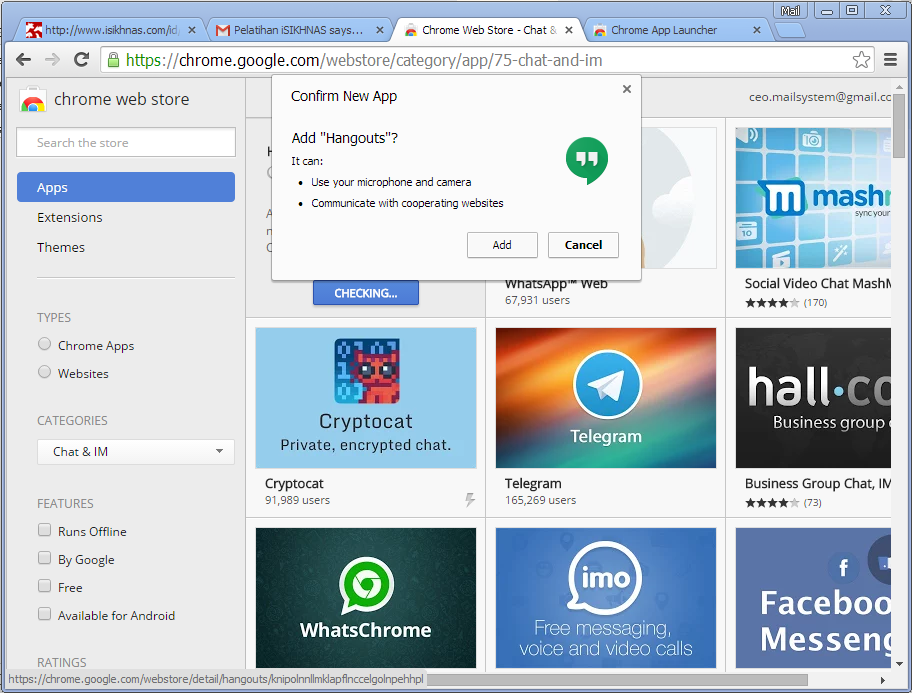 Mail
http://www.isikhnas.com/id
Pelatihan iSIKHNAS says...
Chrome Web Store - Chat &
Chrome App Launcher
https://chrome.google.com/webstore/category/app/75-chat-and-im
chrome web store
ceo.mailsystem@gmail.co
Search the store
Apps
Extensions
Themes
TYPES
Chrome Apps
Websites
CATEGORIES
Chat & IM
FEATURES
Runs Offline
By Google
Free
Available for Android
RATINGS
Confirm New App
Add "Hangouts"?
It can:
Use your microphone and camera
Communicate with cooperating websites
Add
Cancel
CHECKING...
WhatsApp™ Web
67,931 users
mashm
sync your
10
Social Video Chat MashM
(170)
Cryptocat
Private, encrypted chat.
Cryptocat
91,989 users
Telegram
Telegram
165,269 users
hall.co
Business group
Business Group Chat, IM
(73)
WhatsChrome
imo
Free messaging,
voice and video calls
f
Faceboo
Messeng
https://chrome.google.com/webstore/detail/hangouts/knipolnnllmklapflnccelgolnpehhpl